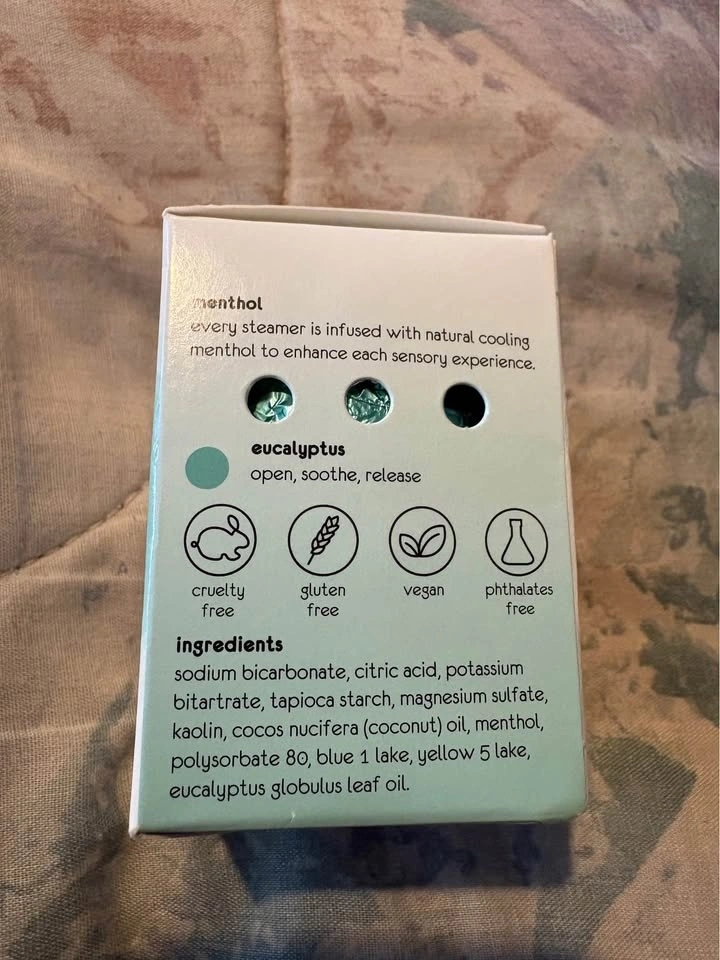 menthol
every steamer is infused with natural cooling
menthol to enhance each sensory experience.
eucalyptus
open, soothe, release
cruelty free
gluten free
vegan
phthalates free
ingredients
sodium bicarbonate, citric acid, potassium
bitartrate, tapioca starch, magnesium sulfate,
kaolin, cocos nucifera (coconut) oil, menthol,
polysorbate 80, blue 1 lake, yellow 5 lake,
eucalyptus globulus leaf oil.